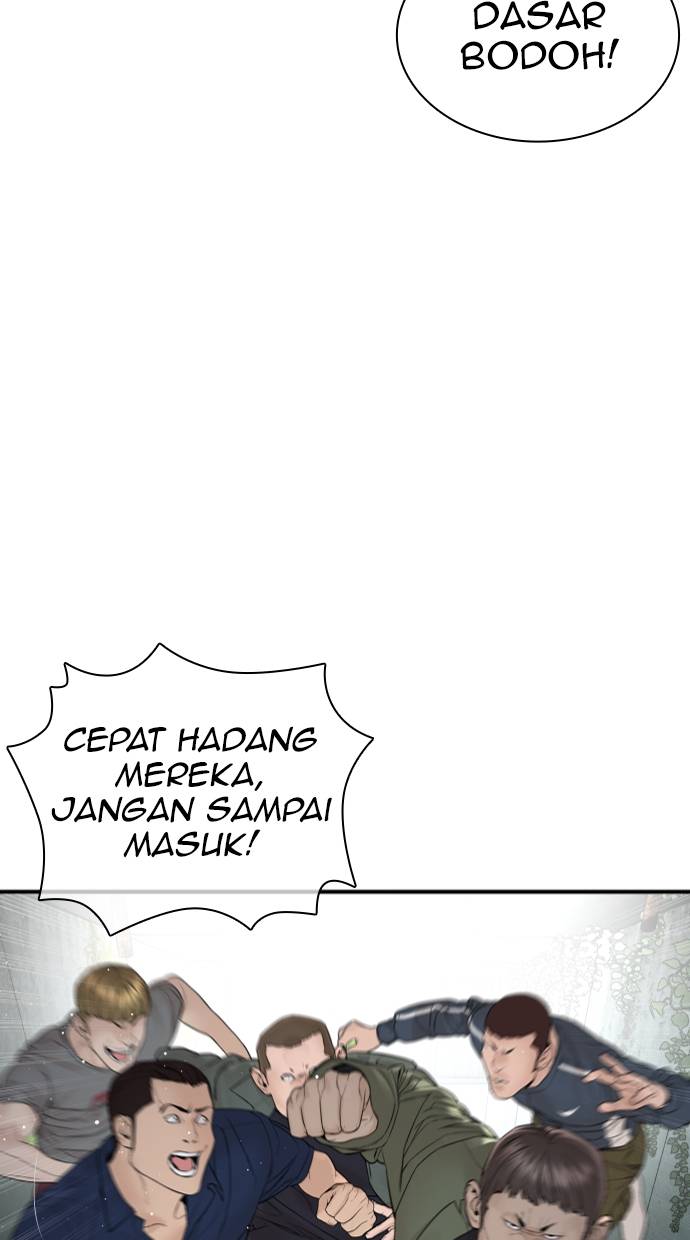 DASAR
BODOH!
CEPAT HADANG
MEREKA,
JANGAN SAMPAI
MASUK!